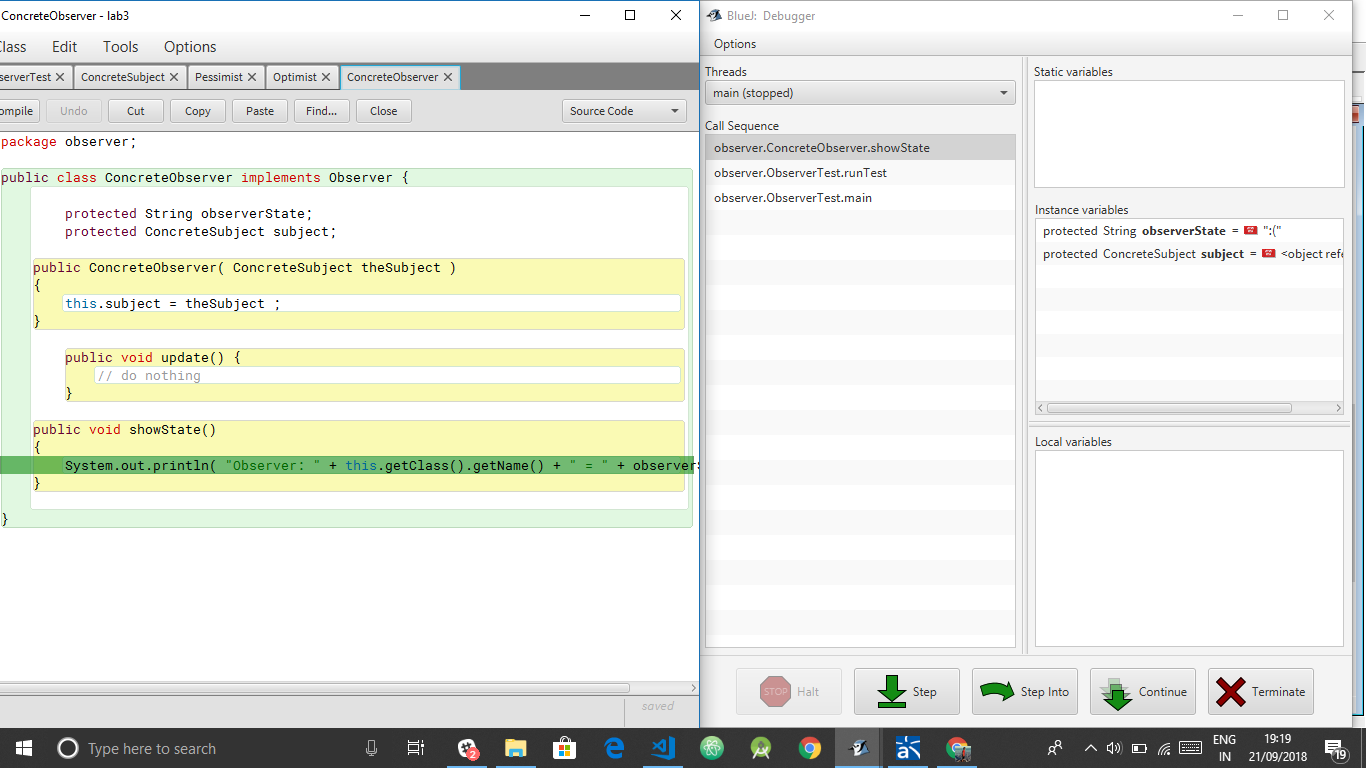 ConcreteObserver - lab3
lass Edit Tools Options
serverTest ConcreteSubject Pessimist Optimist ConcreteObserver
ompile Undo Cut Copy Paste Find... Close Source Code
package observer;
public class ConcreteObserver implements Observer {
protected String observerState;
protected ConcreteSubject subject;
public ConcreteObserver( ConcreteSubject theSubject )
{
this.subject = theSubject ;
}
public void update() {
// do nothing
}
public void showState()
{
System.out.println( "Observer: " + this.getClass().getName() + " = " + observerS
}
}
saved
BlueJ: Debugger
Options
Threads
main (stopped)
Call Sequence
observer.ConcreteObserver.showState
observer.ObserverTest.runTest
observer.ObserverTest.main
Static variables
Instance variables
protected String observerState = ":("
protected ConcreteSubject subject = <object refe
Local variables
STOP Halt Step Step Into Continue Terminate
Type here to search
2
ENG
IN
19:19
21/09/2018
19